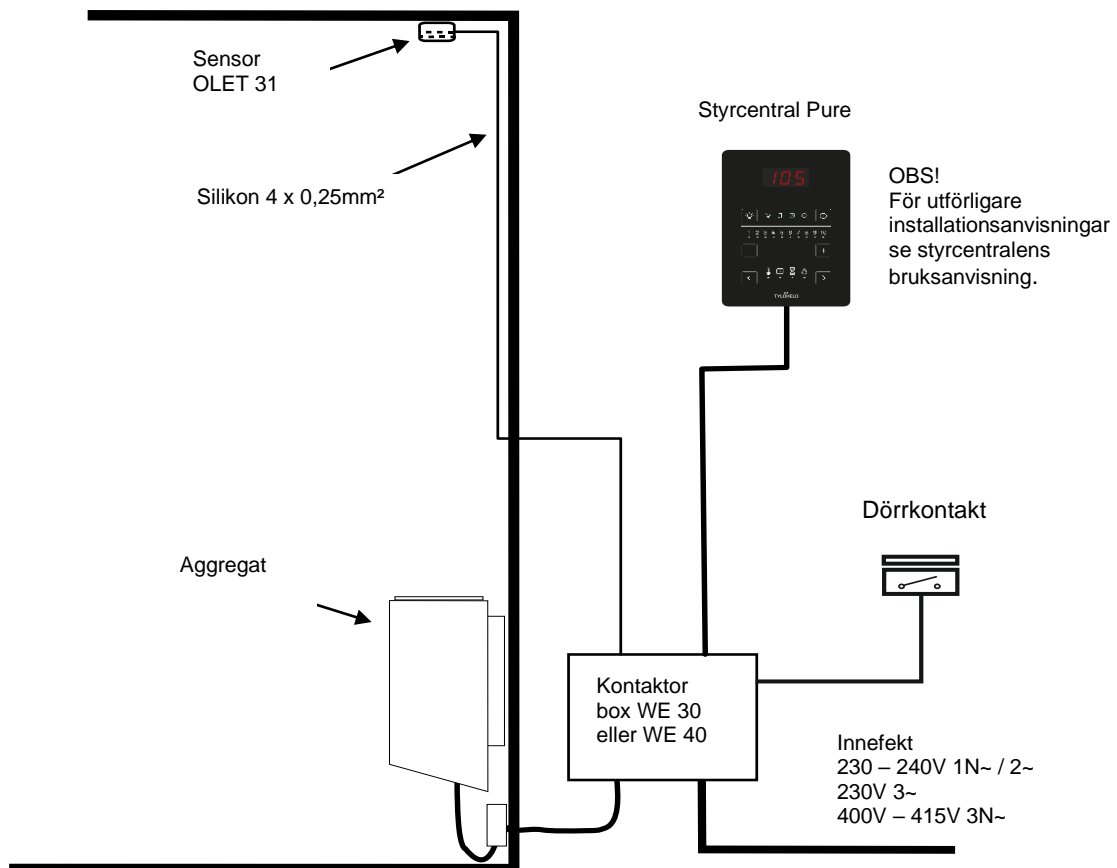 Sensor
OLET 31
Silikon 4 x 0,25mm²
Styrcentral Pure
105
OBS!
För utförligare
installationsanvisningar
se styrcentralens
bruksanvisning.
TYLÖHELO
Dörrkontakt
Aggregat
Kontaktor
box WE 30
eller WE 40
Innefekt
230 – 240V 1N~ / 2~
230V 3~
400V – 415V 3N~